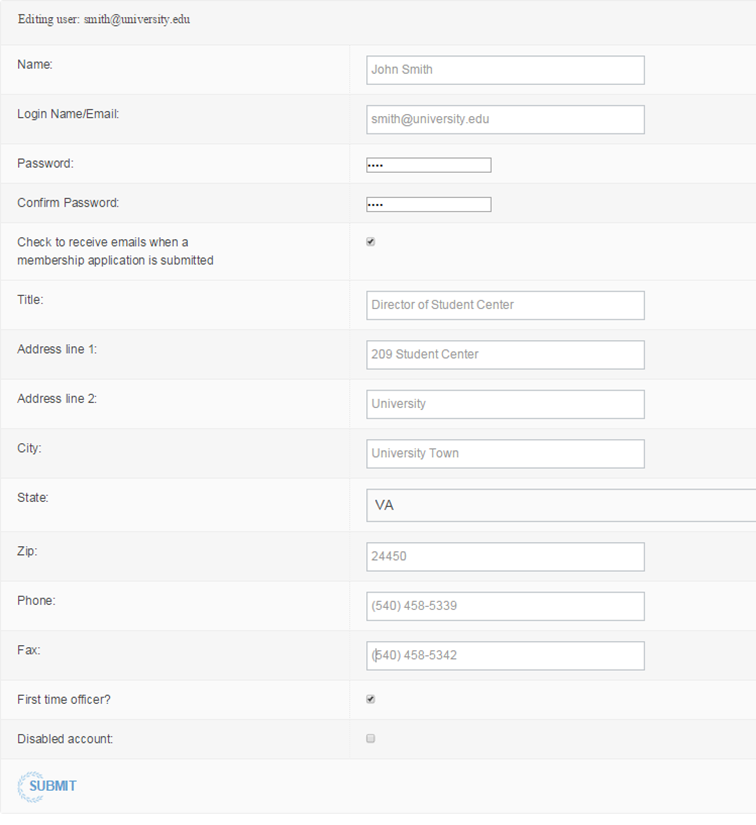 Editing user: smith@university.edu
Name:
John Smith
Login Name/Email:
smith@university.edu
Password:
••••
Confirm Password:
••••
Check to receive emails when a
membership application is submitted
Title:
Director of Student Center
Address line 1:
209 Student Center
Address line 2:
University
City:
University Town
State:
VA
Zip:
24450
Phone:
(540) 458-5339
Fax:
(540) 458-5342
First time officer?
Disabled account:
SUBMIT